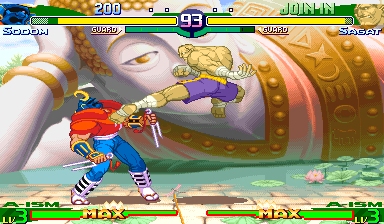 200 93 JOIN-IN
GUARD GUARD
SODOM SAGAT
A-ISM A-ISM
LV3 MAX MAX LV3